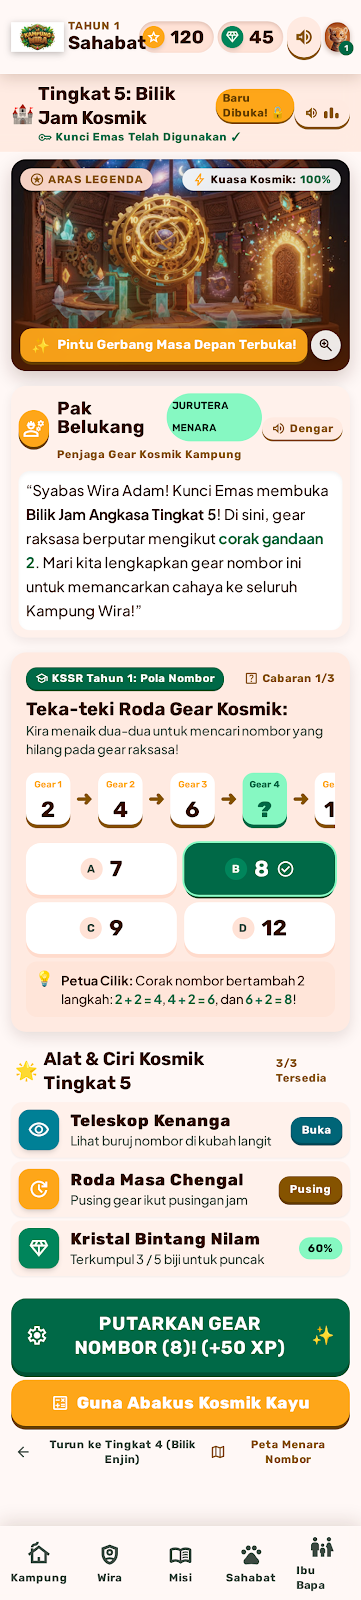 KAMPUNG WIRA
TAHUN 1
Sahabat
120
45
1
Tingkat 5: Bilik
Jam Kosmik
Baru
Dibuka! 🔓
Kunci Emas Telah Digunakan ✓
ARAS LEGENDA
Kuasa Kosmik: 100%
✨ Pintu Gerbang Masa Depan Terbuka!
Pak
Belukang
JURUTERA
MENARA
Dengar
Penjaga Gear Kosmik Kampung
“Syabas Wira Adam! Kunci Emas membuka
Bilik Jam Angkasa Tingkat 5! Di sini, gear
raksasa berputar mengikut corak gandaan
2. Mari kita lengkapkan gear nombor ini
untuk memancarkan cahaya ke seluruh
Kampung Wira!”
KSSR Tahun 1: Pola Nombor
Cabaran 1/3
Teka-teki Roda Gear Kosmik:
Kira menaik dua-dua untuk mencari nombor yang
hilang pada gear raksasa!
Gear 1
Gear 2
Gear 3
Gear 4
Ge
2 ➔ 4 ➔ 6 ➔ ? ➔ 1
A 7
B 8
C 9
D 12
💡 Petua Cilik: Corak nombor bertambah 2
langkah: 2 + 2 = 4, 4 + 2 = 6, dan 6 + 2 = 8!
🌟 Alat & Ciri Kosmik
Tingkat 5
3/3
Tersedia
Teleskop Kenanga
Lihat buruj nombor di kubah langit
Buka
Roda Masa Chengal
Pusing gear ikut pusingan jam
Pusing
Kristal Bintang Nilam
Terkumpul 3 / 5 biji untuk puncak
60%
PUTARKAN GEAR
NOMBOR (8)! (+50 XP)
Guna Abakus Kosmik Kayu
Turun ke Tingkat 4 (Bilik
Enjin)
Peta Menara
Nombor
Kampung
Wira
Misi
Sahabat
Ibu
Bapa